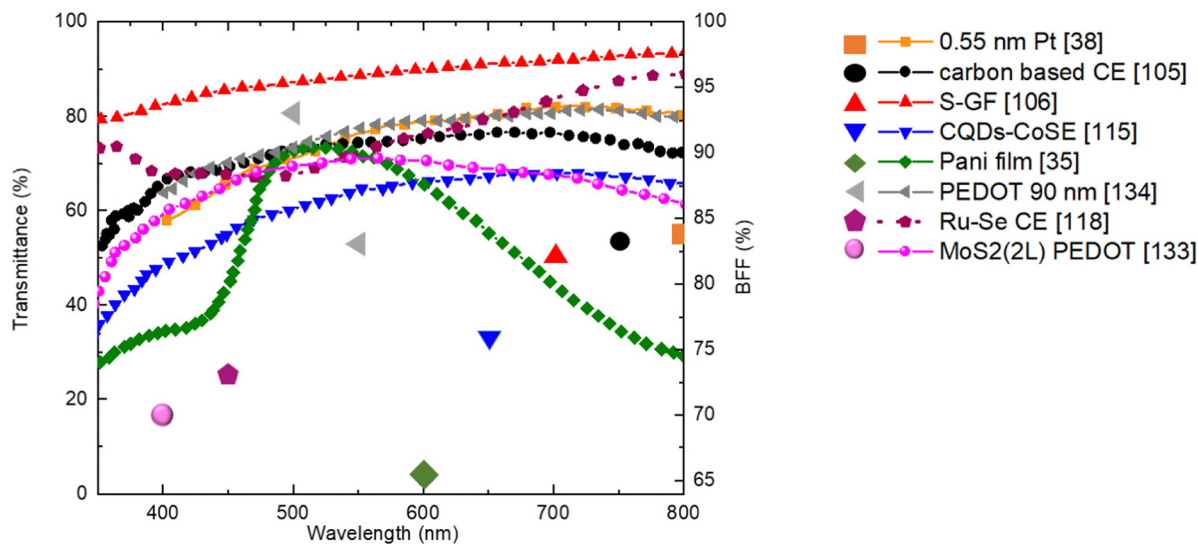 100
80
60
40
20
0
Transmittance (%)
400
500
600
700
800
Wavelength (nm)
100
95
90
85
80
75
70
65
BFF (%)
0.55 nm Pt [38]
carbon based CE [105]
S-GF [106]
CQDs-CoSE [115]
Pani film [35]
PEDOT 90 nm [134]
Ru-Se CE [118]
MoS2(2L) PEDOT [133]